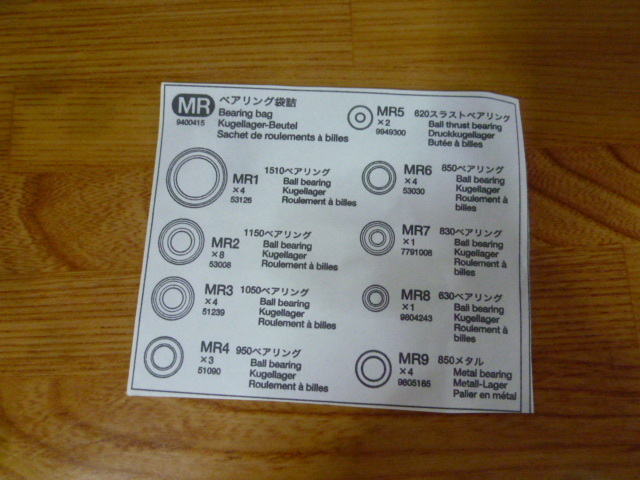 MR
9400415
ベアリング袋詰
Bearing bag
Kugellager-Beutel
Sachet de roulements à billes
MR1
×4
53126
1510ベアリング
Ball bearing
Kugellager
Roulement à billes
MR2
×8
53008
1150ベアリング
Ball bearing
Kugellager
Roulement à billes
MR3
×4
51239
1050ベアリング
Ball bearing
Kugellager
Roulement à billes
MR4
×3
51090
950ベアリング
Ball bearing
Kugellager
Roulement à billes
MR5
×2
9949300
620スラストベアリング
Ball thrust bearing
Druckkugellager
Butée à billes
MR6
×4
53030
850ベアリング
Ball bearing
Kugellager
Roulement à
billes
MR7
×1
7791008
830ベアリング
Ball bearing
Kugellager
Roulement à
billes
MR8
×1
9804243
630ベアリング
Ball bearing
Kugellager
Roulement à
billes
MR9
×4
9805185
850メタル
Metal bearing
Metall-Lager
Palier en métal